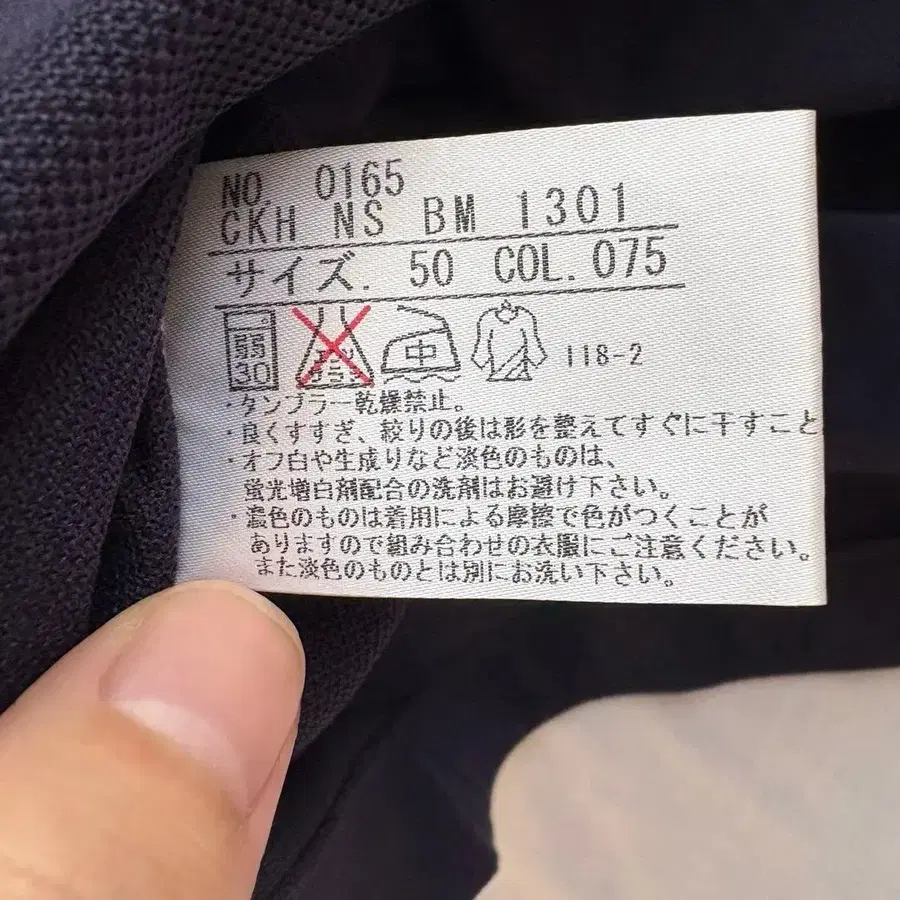 NO. 0165
CKH NS BM 1301
サイズ. 50 COL. 075
弱 30 エンソサラシ 中 118-2
・タンブラー乾燥禁止。
・良くすすぎ、絞りの後は形を整えてすぐに干すこと
・オフ白や生成りなど淡色のものは、
蛍光増白剤配合の洗剤はお避け下さい。
・濃色のものは着用による摩擦で色がつくことが
ありますので組み合わせの衣服にご注意ください。
また淡色のものとは別にお洗い下さい。